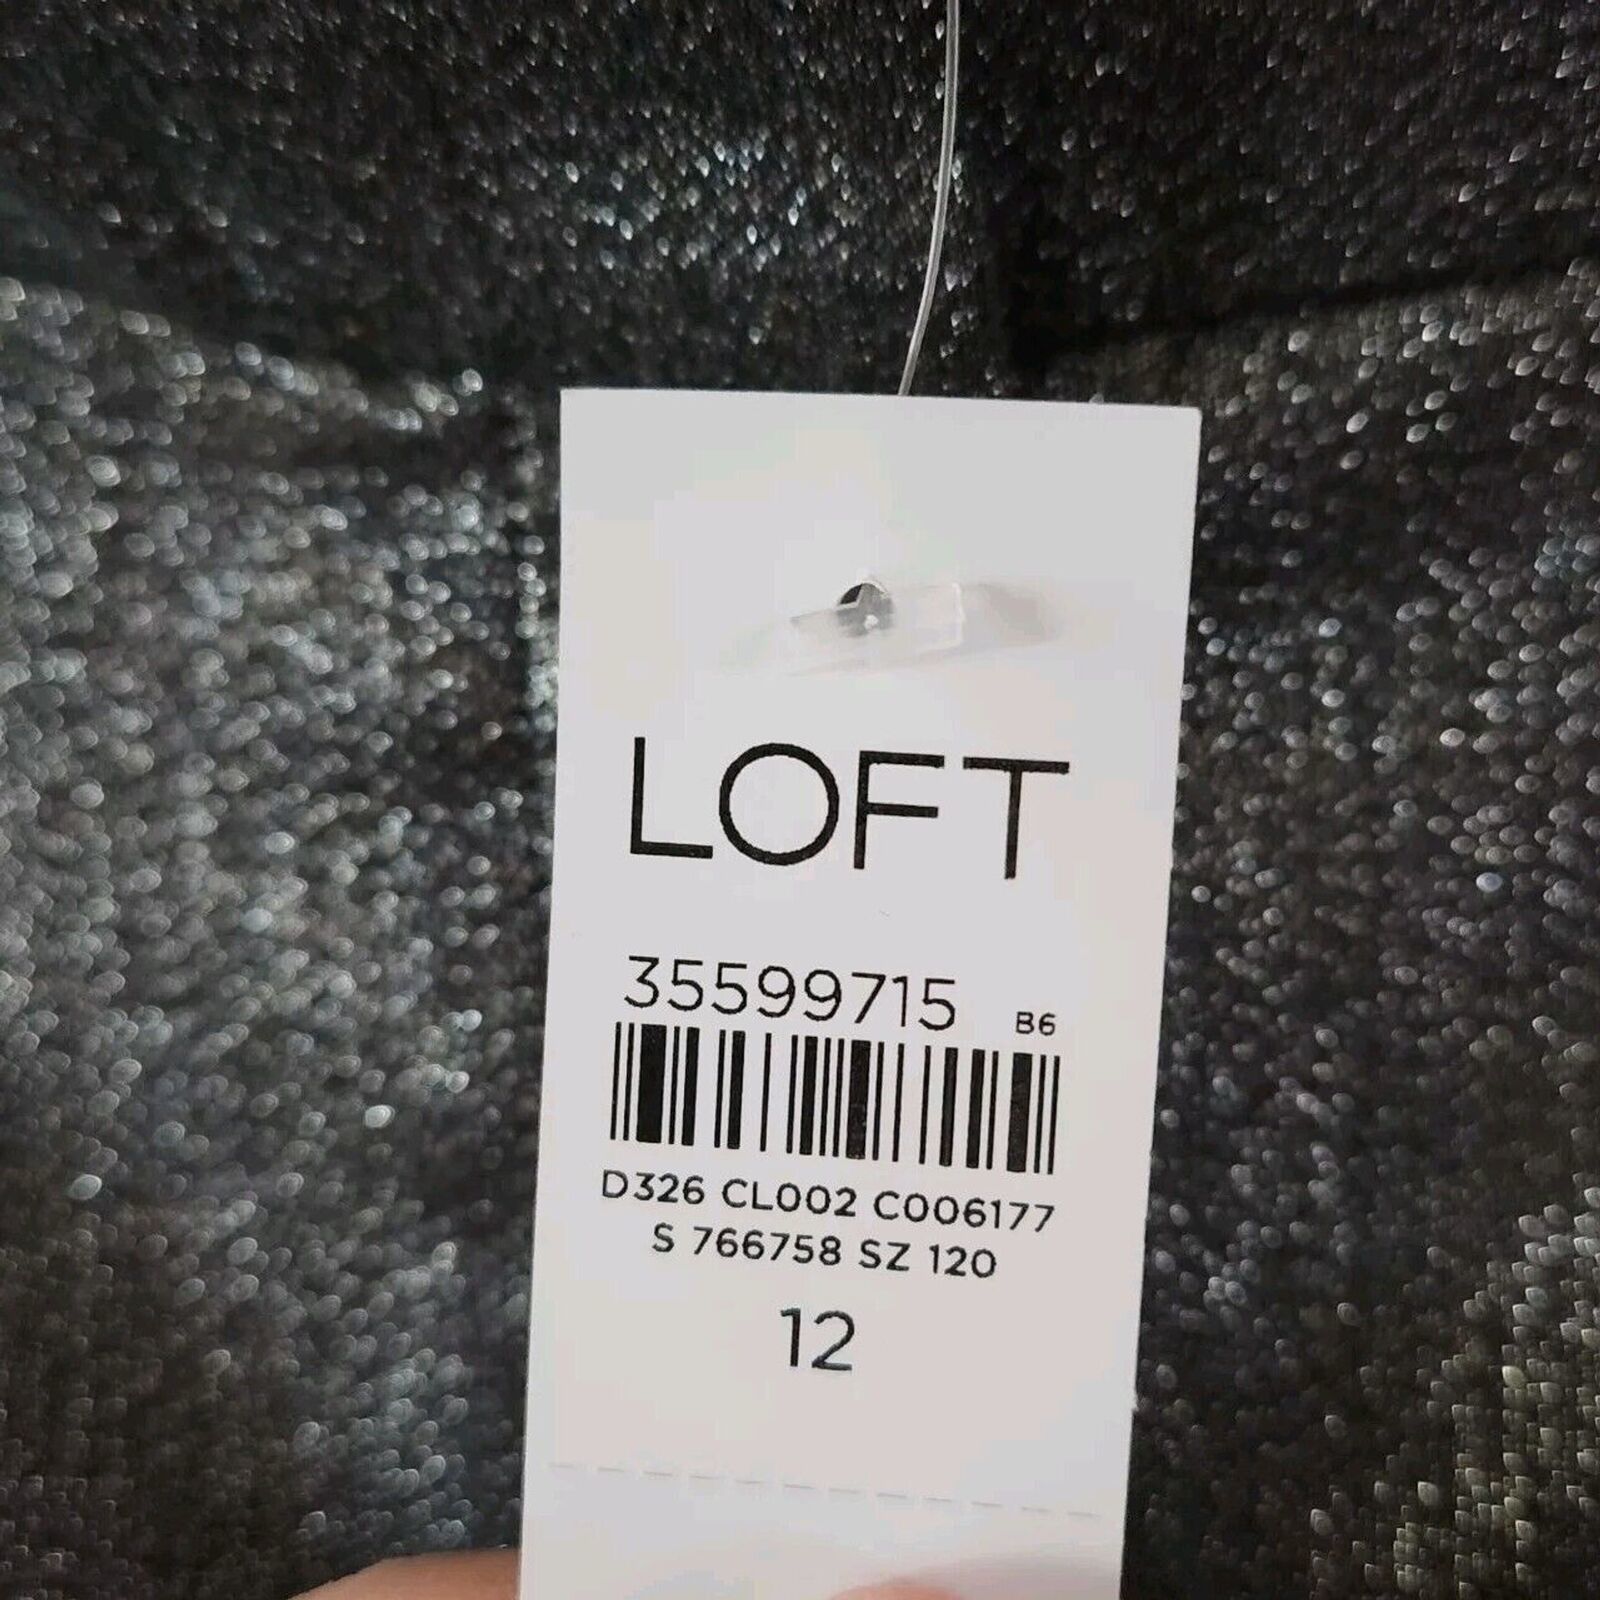 LOFT
35599715 B6
D326 CL002 C006177
S 766758 SZ 120
12